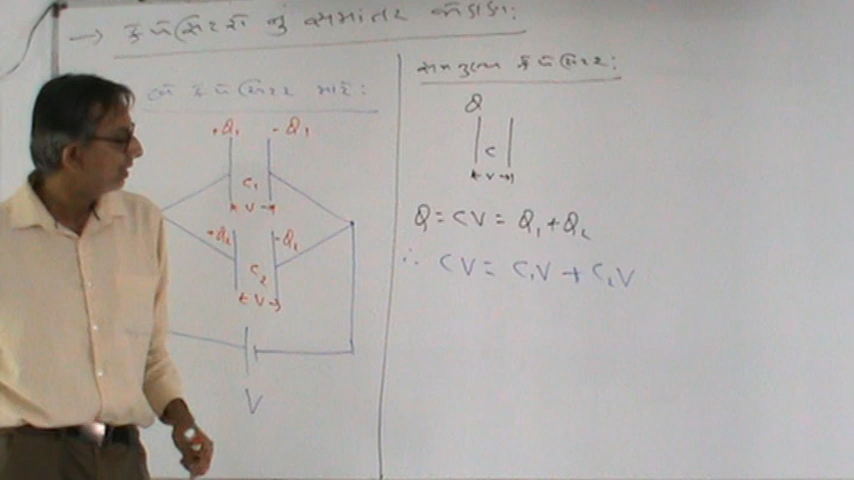 → કેપેસિટરોનું સમાંતર જોડાણ:
બે કેપેસિટર માટે:
+Q₁ -Q₁
C₁
←V→
+Q₂ -Q₂
C₂
←V→
V
સમતુલ્ય કેપેસિટર:
Q
C
←V→
Q = CV = Q₁ + Q₂
∴ CV = C₁V + C₂V